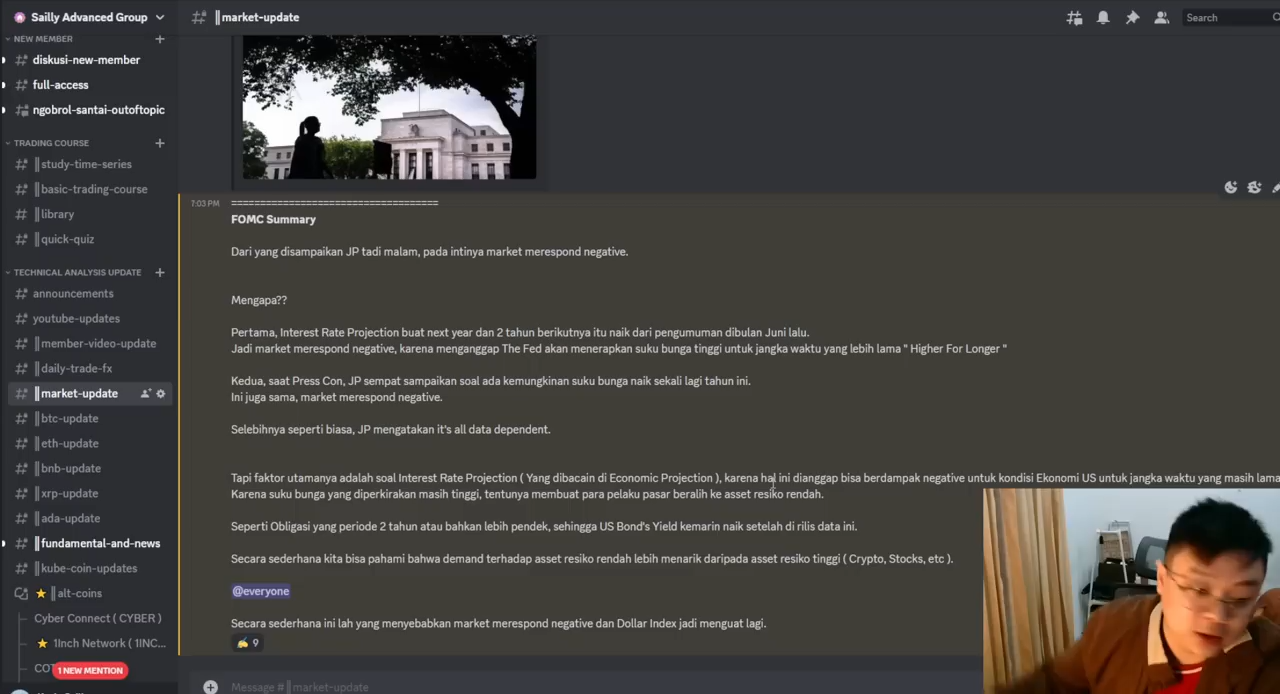 Sailly Advanced Group
NEW MEMBER
diskusi-new-member
full-access
ngobrol-santai-outoftopic
TRADING COURSE
study-time-series
basic-trading-course
library
quick-quiz
TECHNICAL ANALYSIS UPDATE
announcements
youtube-updates
member-video-update
daily-trade-fx
market-update
btc-update
eth-update
bnb-update
xrp-update
ada-update
fundamental-and-news
kube-coin-updates
alt-coins
Cyber Connect ( CYBER )
1Inch Network ( 1INC...
1 NEW MENTION
market-update
Search
7:03 PM
====================================
FOMC Summary
Dari yang disampaikan JP tadi malam, pada intinya market merespond negative.
Mengapa??
Pertama, Interest Rate Projection buat next year dan 2 tahun berikutnya itu naik dari pengumuman dibulan Juni lalu.
Jadi market merespond negative, karena menganggap The Fed akan menerapkan suku bunga tinggi untuk jangka waktu yang lebih lama " Higher For Longer "
Kedua, saat Press Con, JP sempat sampaikan soal ada kemungkinan suku bunga naik sekali lagi tahun ini.
Ini juga sama, market merespond negative.
Selebihnya seperti biasa, JP mengatakan it's all data dependent.
Tapi faktor utamanya adalah soal Interest Rate Projection ( Yang dibacain di Economic Projection ), karena hal ini dianggap bisa berdampak negative untuk kondisi Ekonomi US untuk jangka waktu yang masih lama
Karena suku bunga yang diperkirakan masih tinggi, tentunya membuat para pelaku pasar beralih ke asset resiko rendah.
Seperti Obligasi yang periode 2 tahun atau bahkan lebih pendek, sehingga US Bond's Yield kemarin naik setelah di rilis data ini.
Secara sederhana kita bisa pahami bahwa demand terhadap asset resiko rendah lebih menarik daripada asset resiko tinggi ( Crypto, Stocks, etc ).
@everyone
Secara sederhana ini lah yang menyebabkan market merespond negative dan Dollar Index jadi menguat lagi.
9
Message # market-update